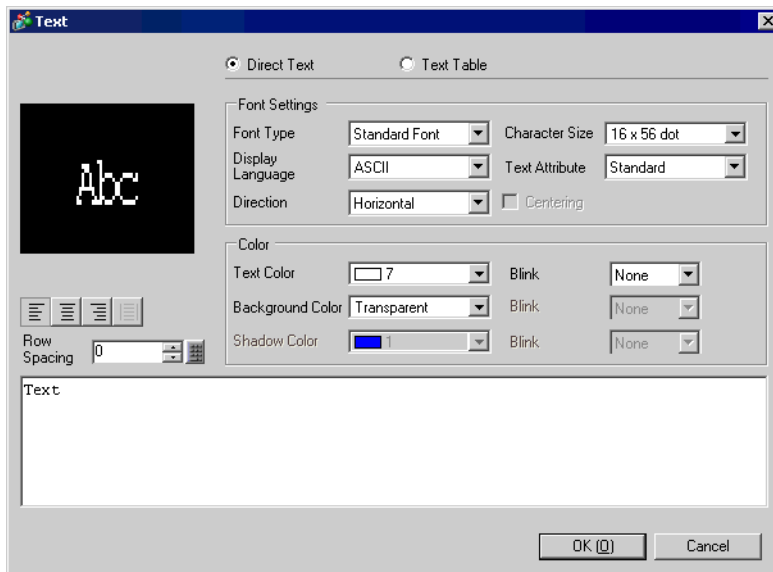 Text
Direct Text Text Table
Font Settings
Font Type Standard Font Character Size 16 x 56 dot
Display Language ASCII Text Attribute Standard
Direction Horizontal Centering
Abc
Color
Text Color 7 Blink None
Background Color Transparent Blink None
Shadow Color 1 Blink None
Row Spacing 0
Text
OK (O) Cancel